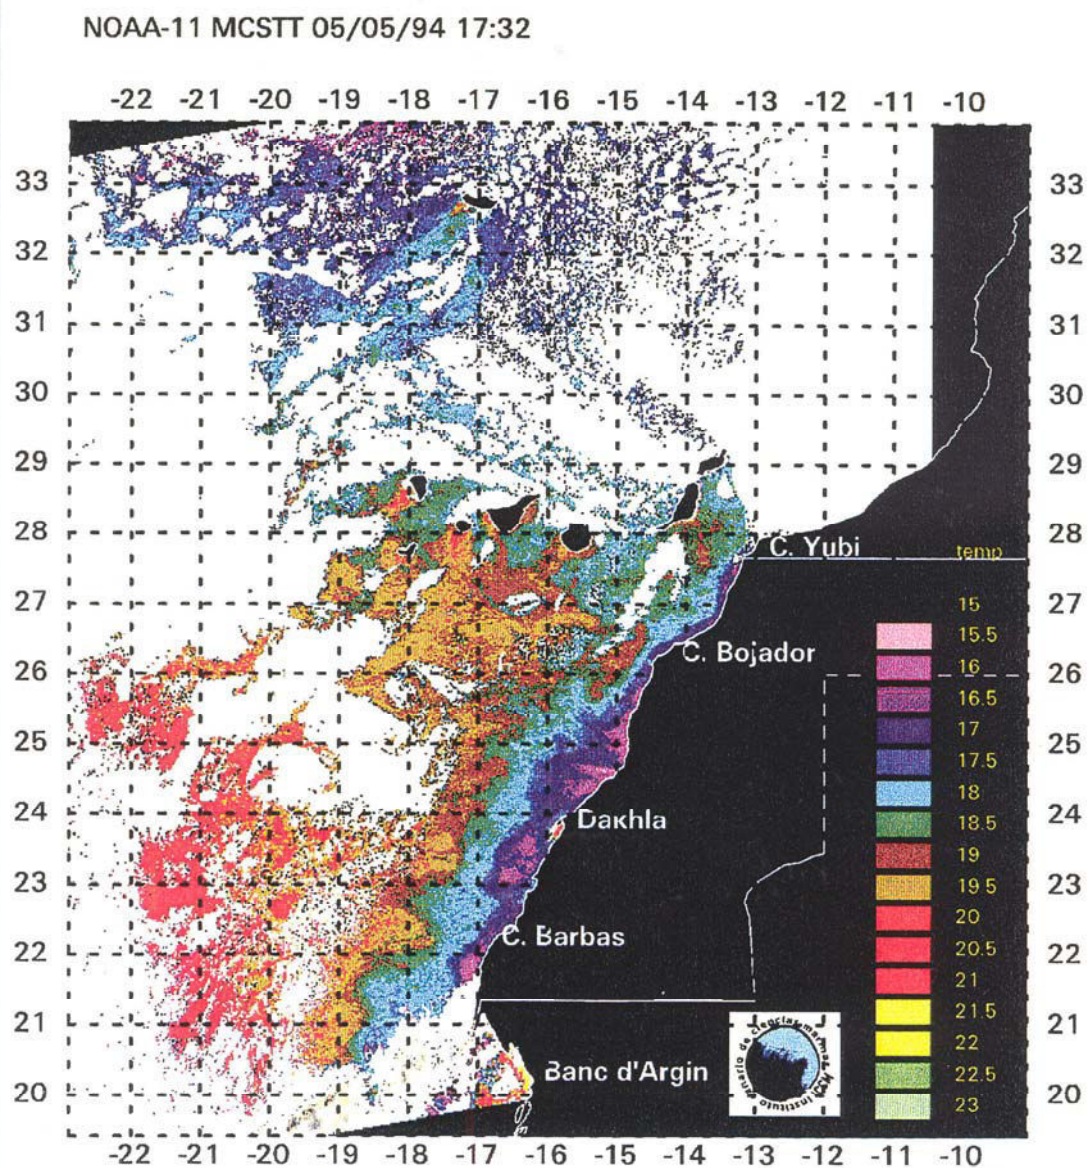 NOAA-11 MCSTT 05/05/94 17:32
-22 -21 -20 -19 -18 -17 -16 -15 -14 -13 -12 -11 -10
33 33
32 32
31 31
30 30
29 29
28 28
C. Yubi temp
27 15 27
15.5
C. Bojador
26 16 26
16.5
17
25 17.5 25
18
24 Dakhla 24
18.5
19
23 19.5 23
20
C. Barbas
22 20.5 22
21
21.5
21 21
22
Banc d'Argin
22.5
20 23 20
-22 -21 -20 -19 -18 -17 -16 -15 -14 -13 -12 -11 -10